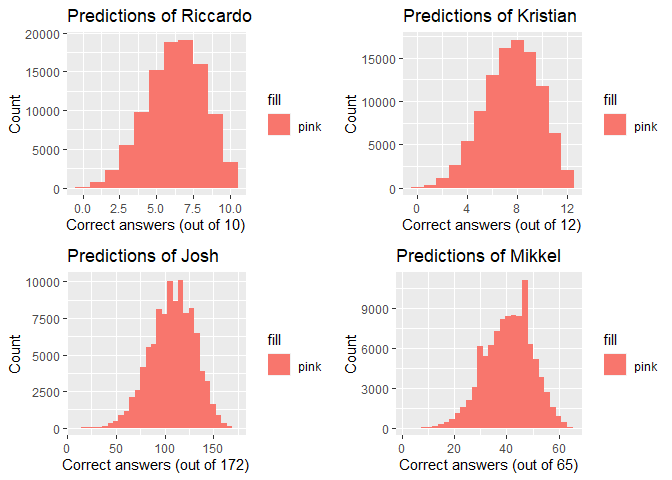 Predictions of Riccardo
20000
15000
10000
5000
0
Count
0.0 2.5 5.0 7.5 10.0
Correct answers (out of 10)
fill
pink
Predictions of Kristian
15000
10000
5000
0
Count
0 4 8 12
Correct answers (out of 12)
fill
pink
Predictions of Josh
10000
7500
5000
2500
0
Count
0 50 100 150
Correct answers (out of 172)
fill
pink
Predictions of Mikkel
9000
6000
3000
0
Count
0 20 40 60
Correct answers (out of 65)
fill
pink